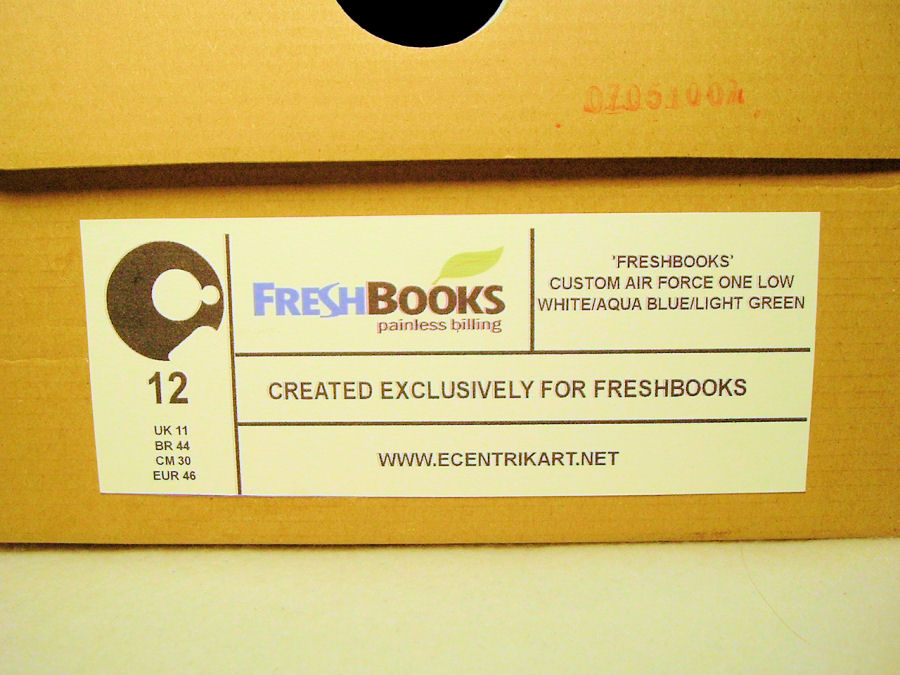 12
UK 11
BR 44
CM 30
EUR 46
FRESHBOOKS
painless billing
'FRESHBOOKS'
CUSTOM AIR FORCE ONE LOW
WHITE/AQUA BLUE/LIGHT GREEN
CREATED EXCLUSIVELY FOR FRESHBOOKS
WWW.ECENTRIKART.NET